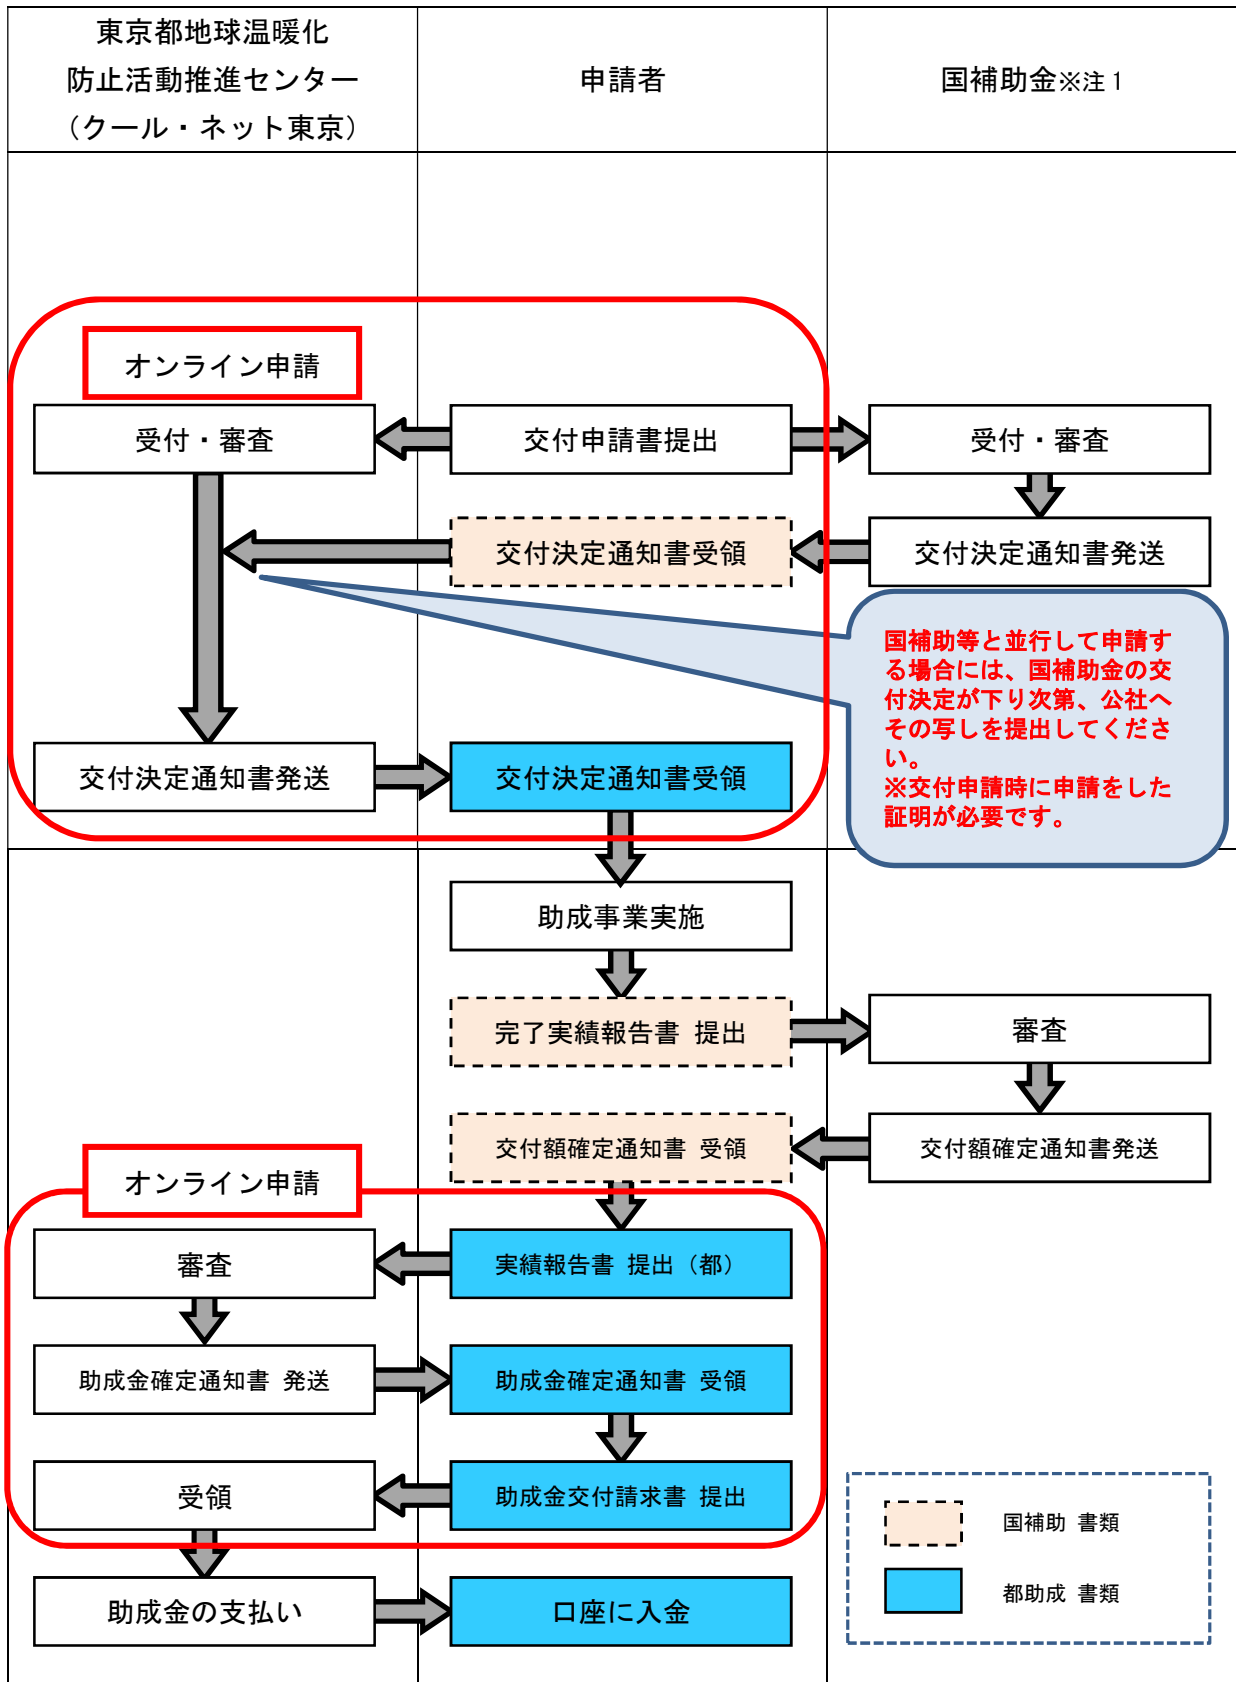 東京都地球温暖化
防止活動推進センター
（クール・ネット東京）
申請者
国補助金※注1
オンライン申請
受付・審査
交付申請書提出
受付・審査
交付決定通知書受領
交付決定通知書発送
国補助等と並行して申請す
る場合には、国補助金の交
付決定が下り次第、公社へ
その写しを提出してくださ
い。
※交付申請時に申請をした
証明が必要です。
交付決定通知書発送
交付決定通知書受領
助成事業実施
完了実績報告書 提出
審査
交付額確定通知書 受領
交付額確定通知書発送
オンライン申請
審査
実績報告書 提出（都）
助成金確定通知書 発送
助成金確定通知書 受領
受領
助成金交付請求書 提出
国補助 書類
都助成 書類
助成金の支払い
口座に入金